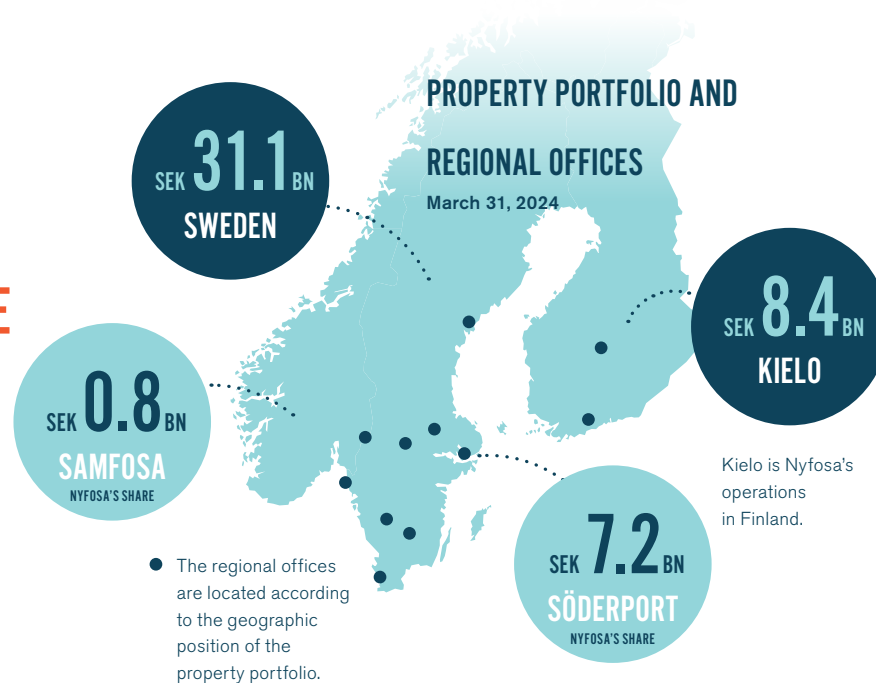 PROPERTY PORTFOLIO AND
REGIONAL OFFICES
March 31, 2024
SEK 31.1 BN
SWEDEN
SEK 8.4 BN
KIELO
Kielo is Nyfosa’s
operations
in Finland.
SEK 0.8 BN
SAMFOSA
NYFOSA’S SHARE
SEK 7.2 BN
SÖDERPORT
NYFOSA’S SHARE
The regional offices
are located according
to the geographic
position of the
property portfolio.